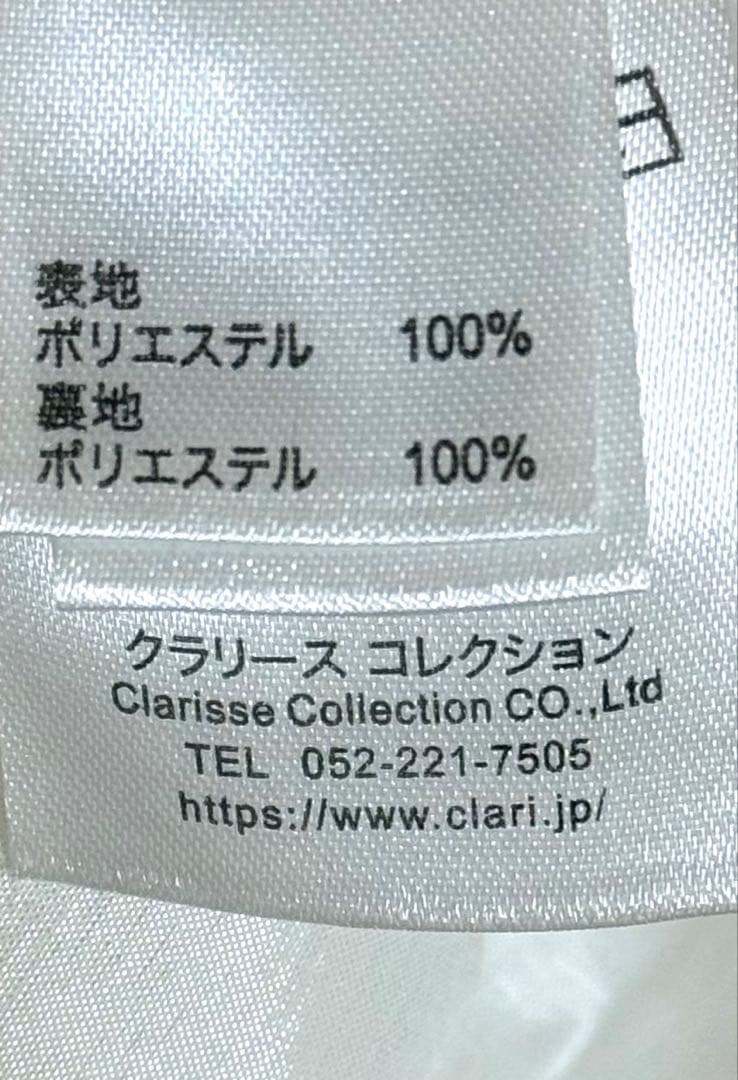 表地
ポリエステル 100%
裏地
ポリエステル 100%
クラリース コレクション
Clarisse Collection CO.,Ltd
TEL 052-221-7505
https://www.clari.jp/